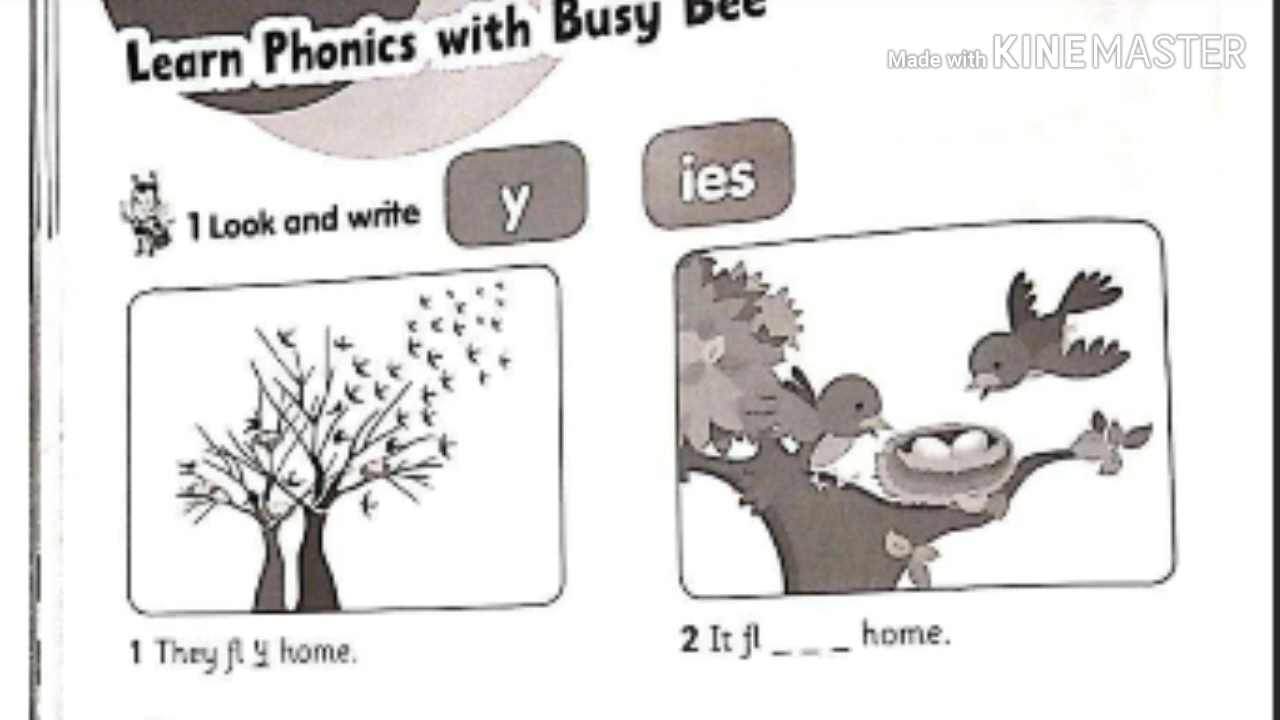 Learn Phonics with Busy Bee
Made with KINEMASTER
1 Look and write
y
ies
1 They fl y home.
2 It fl _ _ _ home.